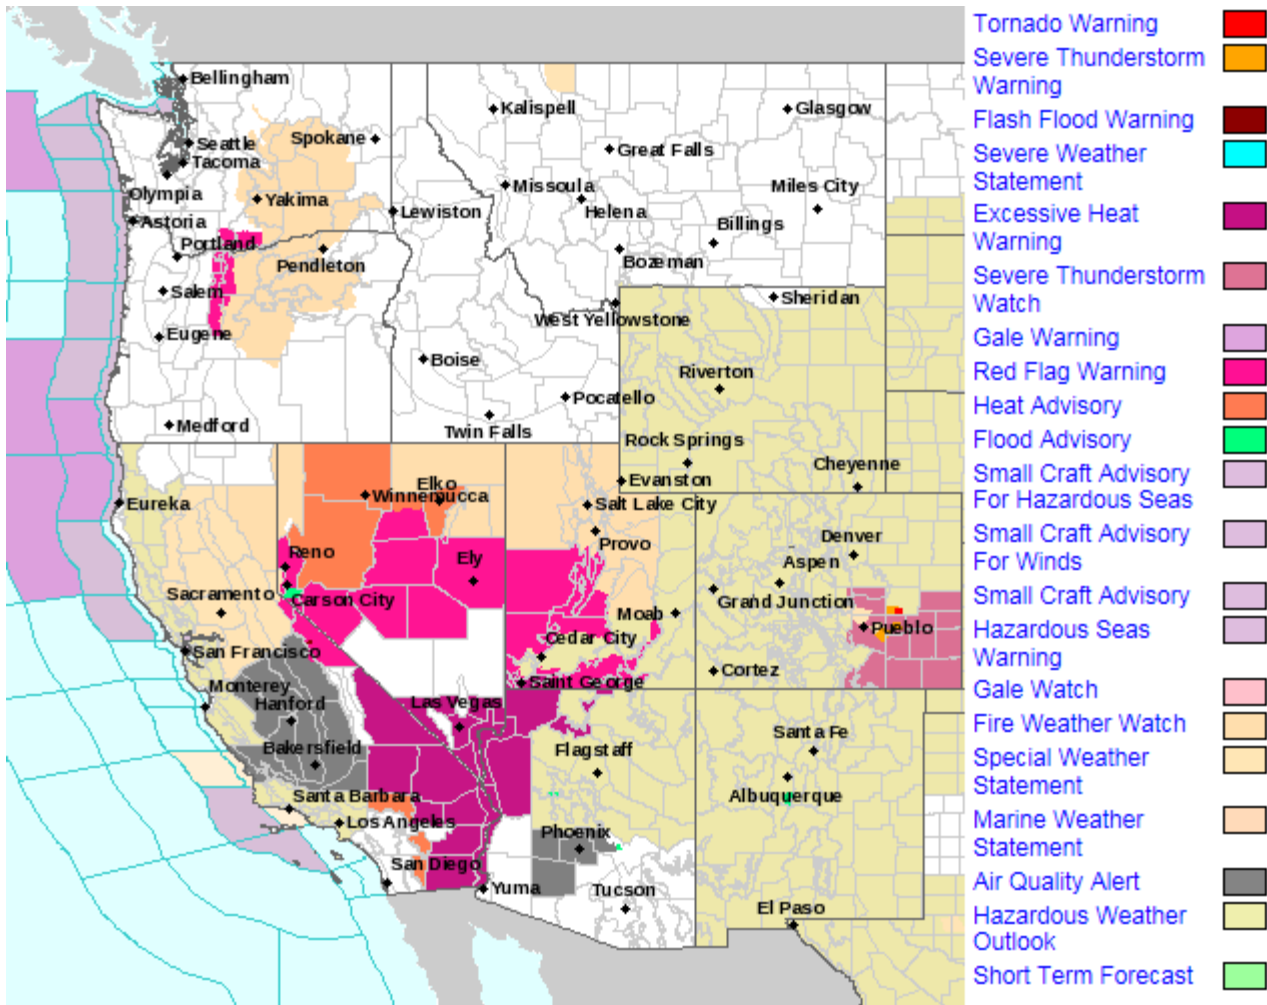 Bellingham
Kalispell
Glasgow
Seattle
Spokane
Great Falls
Tacoma
Olympia
Missoula
Miles City
Yakima
Helena
Lewiston
Astoria
Billings
Portland
Pendleton
Bozeman
Salem
Sheridan
West Yellowstone
Eugene
Boise
Riverton
Pocatello
Medford
Twin Falls
Rock Springs
Cheyenne
Evanston
Elko
Winnemucca
Eureka
Salt Lake City
Denver
Provo
Reno
Ely
Aspen
Sacramento
Carson City
Grand Junction
Moab
Pueblo
Cedar City
San Francisco
Cortez
Saint George
Monterey
Hanford
Las Vegas
Santa Fe
Bakersfield
Flagstaff
Albuquerque
Santa Barbara
Los Angeles
Phoenix
San Diego
Yuma
Tucson
El Paso
Tornado Warning
Severe Thunderstorm
Warning
Flash Flood Warning
Severe Weather
Statement
Excessive Heat
Warning
Severe Thunderstorm
Watch
Gale Warning
Red Flag Warning
Heat Advisory
Flood Advisory
Small Craft Advisory
For Hazardous Seas
Small Craft Advisory
For Winds
Small Craft Advisory
Hazardous Seas
Warning
Gale Watch
Fire Weather Watch
Special Weather
Statement
Marine Weather
Statement
Air Quality Alert
Hazardous Weather
Outlook
Short Term Forecast